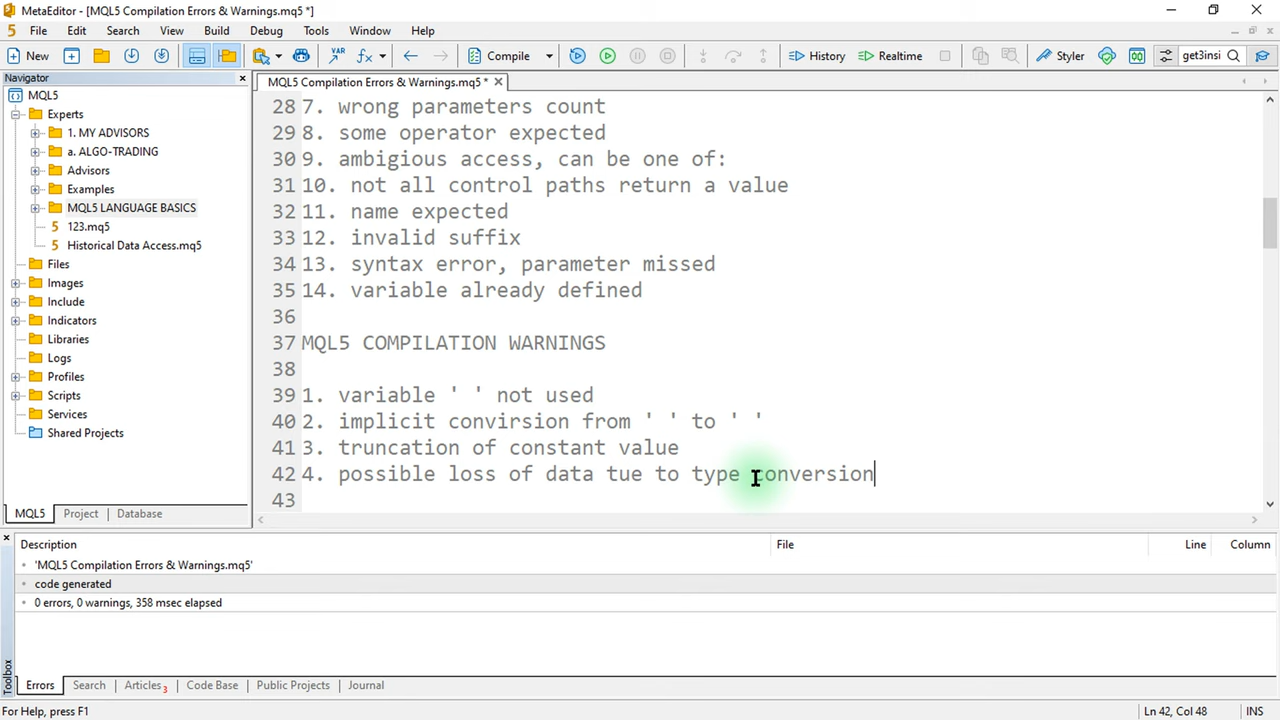 MetaEditor - [MQL5 Compilation Errors & Warnings.mq5 *]
5 File Edit Search View Build Debug Tools Window Help
New Compile History Realtime Styler get3insi
Navigator
MQL5 Compilation Errors & Warnings.mq5 *
MQL5
Experts
1. MY ADVISORS
a. ALGO-TRADING
Advisors
Examples
MQL5 LANGUAGE BASICS
5 123.mq5
5 Historical Data Access.mq5
Files
Images
Include
Indicators
Libraries
Logs
Profiles
Scripts
Services
Shared Projects
MQL5 Project Database
28 7. wrong parameters count
29 8. some operator expected
30 9. ambigious access, can be one of:
31 10. not all control paths return a value
32 11. name expected
33 12. invalid suffix
34 13. syntax error, parameter missed
35 14. variable already defined
36
37 MQL5 COMPILATION WARNINGS
38
39 1. variable ' ' not used
40 2. implicit convirsion from ' ' to ' '
41 3. truncation of constant value
42 4. possible loss of data tue to type conversion
43
Description File Line Column
'MQL5 Compilation Errors & Warnings.mq5'
code generated
0 errors, 0 warnings, 358 msec elapsed
Toolbox
Errors Search Articles 3 Code Base Public Projects Journal
For Help, press F1 Ln 42, Col 48 INS